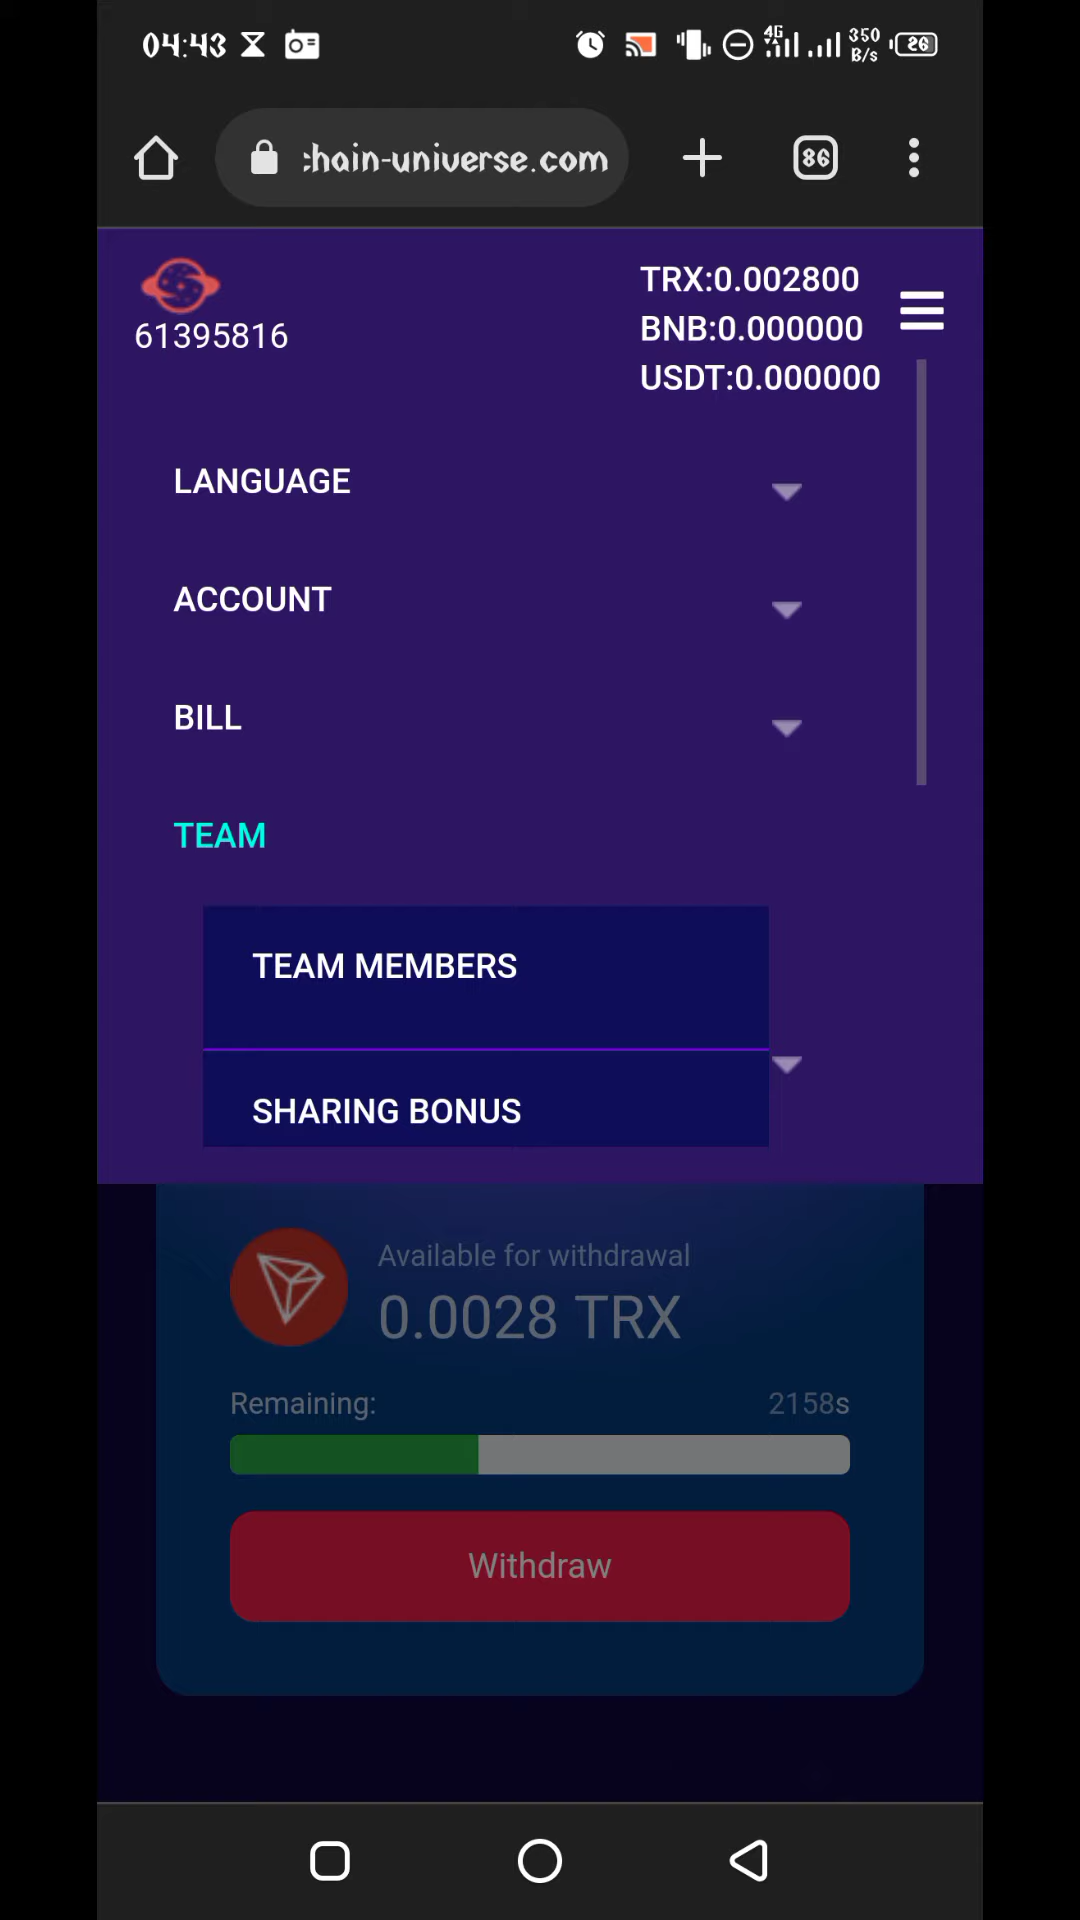 04:43
4G
350 B/s
26
:hain-universe.com
86
61395816
TRX:0.002800
BNB:0.000000
USDT:0.000000
LANGUAGE
ACCOUNT
BILL
TEAM
TEAM MEMBERS
SHARING BONUS
Available for withdrawal
0.0028 TRX
Remaining:
2158s
Withdraw